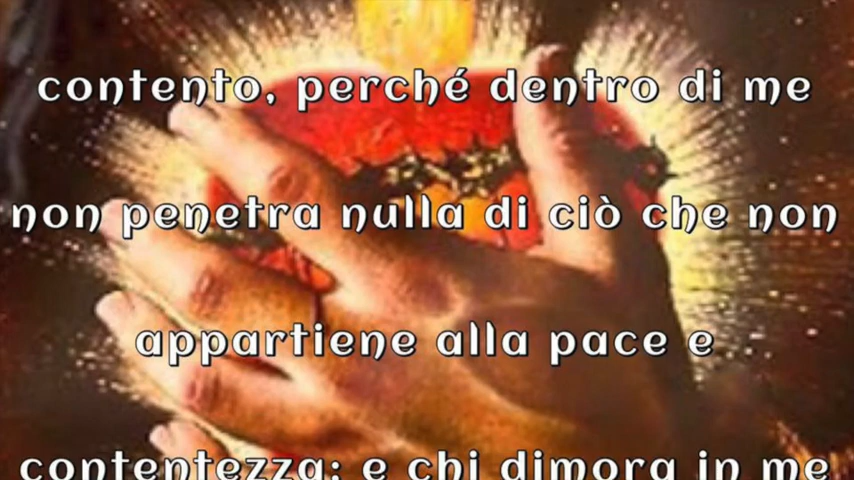 contento, perché dentro di me
non penetra nulla di ciò che non
appartiene alla pace e
contentezza; e chi dimora in me